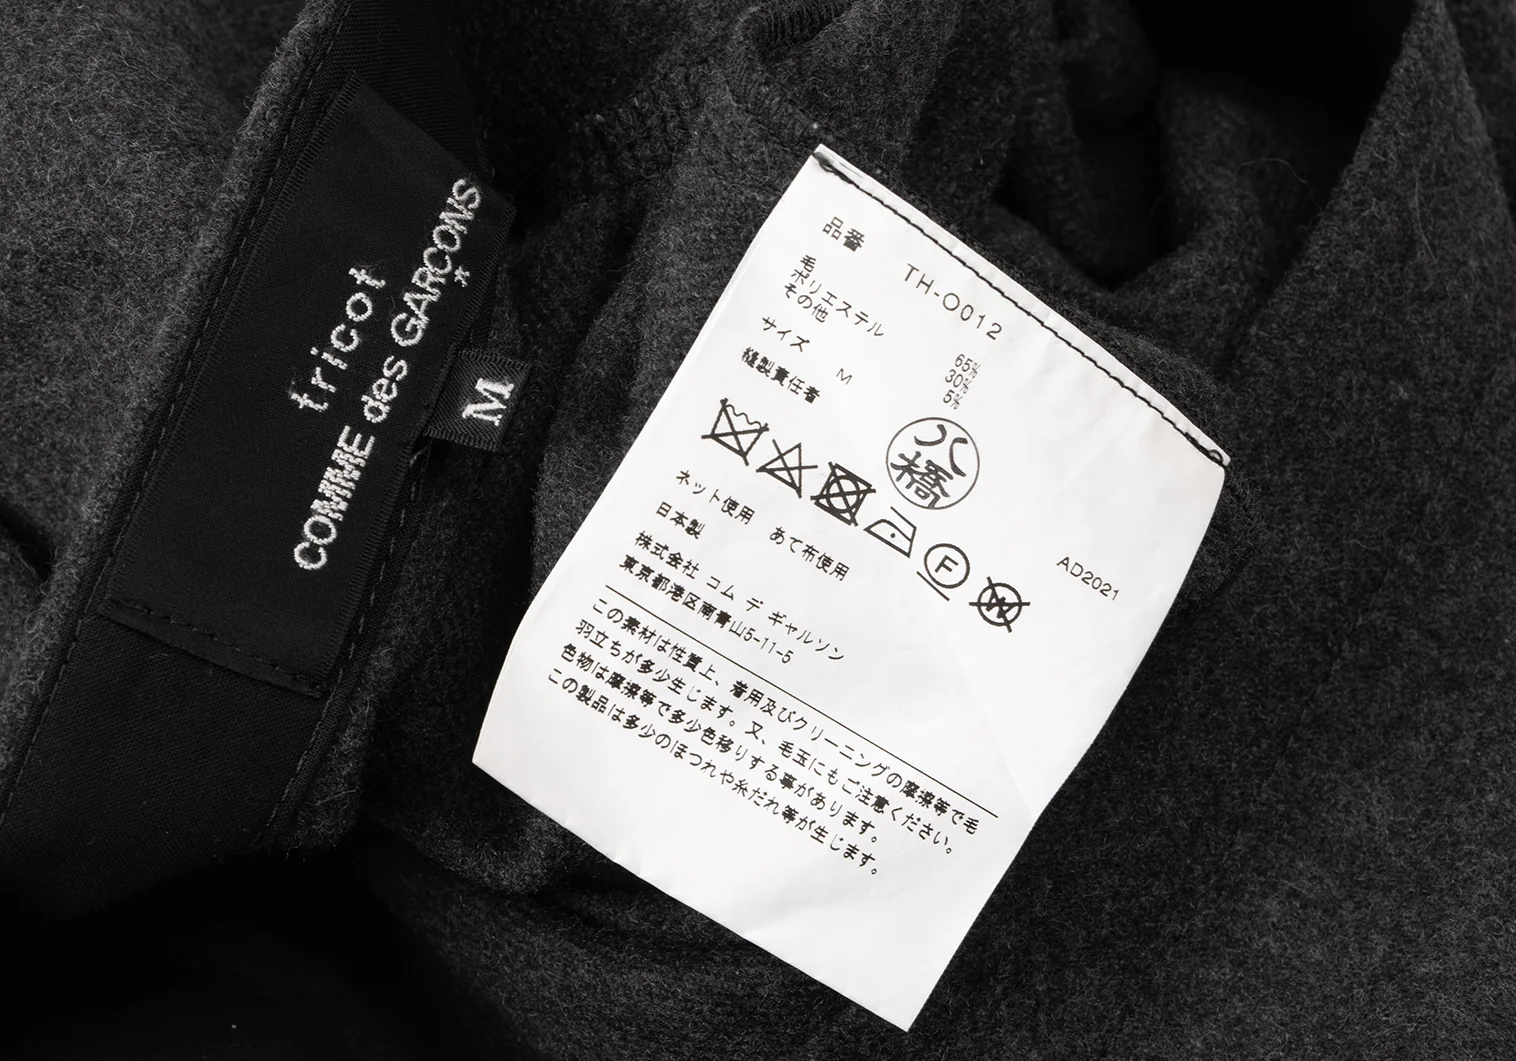 tricot
COMME des GARÇONS
M
品番 TH-O012
毛 65%
ポリエステル 30%
その他 5%
サイズ M
縫製責任者
八橋
F
W
ネット使用 あて布使用
日本製 AD2021
株式会社 コム デ ギャルソン
東京都港区南青山5-11-5
この素材は性質上、着用及びクリーニングの摩擦等で毛
羽立ちが多少生じます。又、毛玉にもご注意ください。
色物は摩擦等で多少色移りする事があります。
この製品は多少のほつれや糸だれ等が生じます。